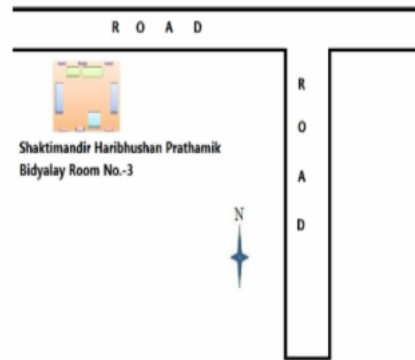 R O A D
Shaktimandir Haribhushan Prathamik
Bidyalay Room No.-3
N
R
O
A
D